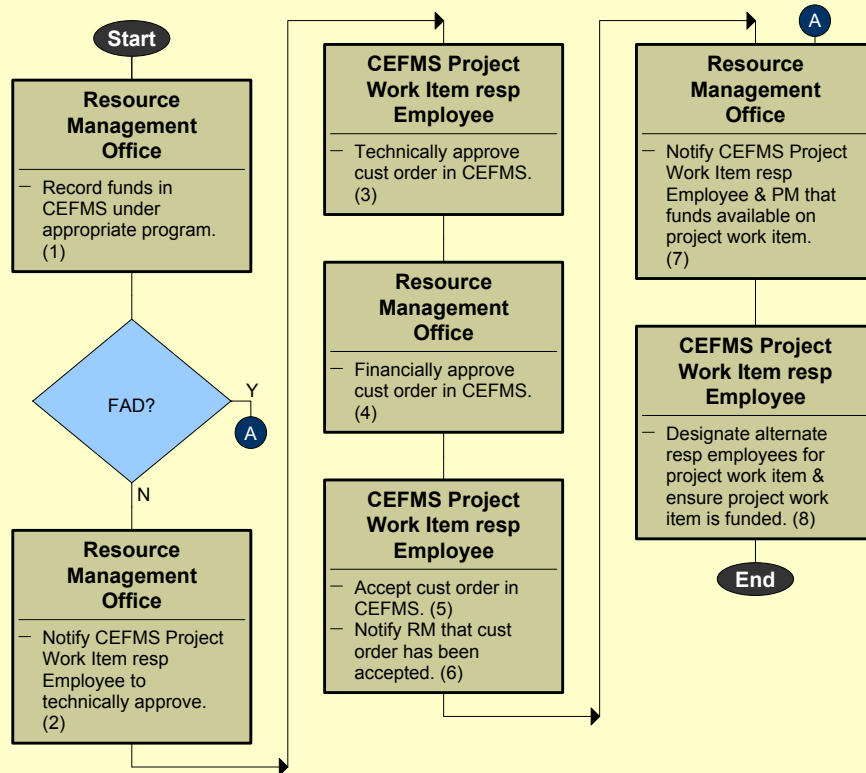 Start
Resource
Management
Office
– Record funds in
CEFMS under
appropriate program.
(1)
FAD?
Y
A
N
Resource
Management
Office
– Notify CEFMS Project
Work Item resp
Employee to
technically approve.
(2)
CEFMS Project
Work Item resp
Employee
– Technically approve
cust order in CEFMS.
(3)
Resource
Management
Office
– Financially approve
cust order in CEFMS.
(4)
CEFMS Project
Work Item resp
Employee
– Accept cust order in
CEFMS. (5)
– Notify RM that cust
order has been
accepted. (6)
A
Resource
Management
Office
– Notify CEFMS Project
Work Item resp
Employee & PM that
funds available on
project work item.
(7)
CEFMS Project
Work Item resp
Employee
– Designate alternate
resp employees for
project work item &
ensure project work
item is funded. (8)
End